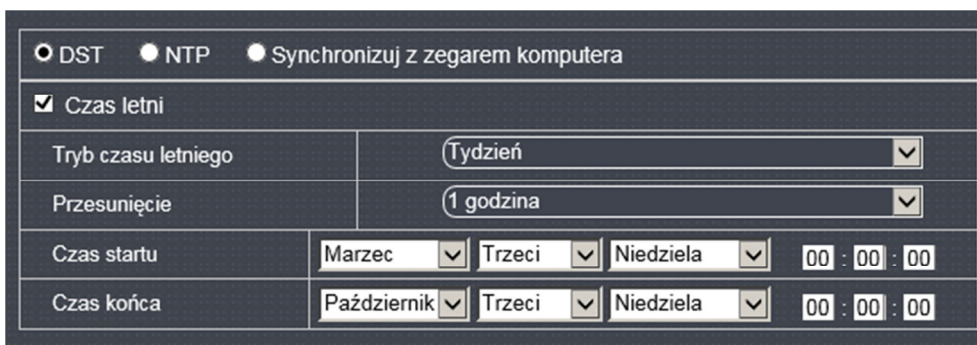 DST NTP Synchronizuj z zegarem komputera
Czas letni
Tryb czasu letniego Tydzień
Przesunięcie 1 godzina
Czas startu Marzec Trzeci Niedziela 00 : 00 : 00
Czas końca Październik Trzeci Niedziela 00 : 00 : 00